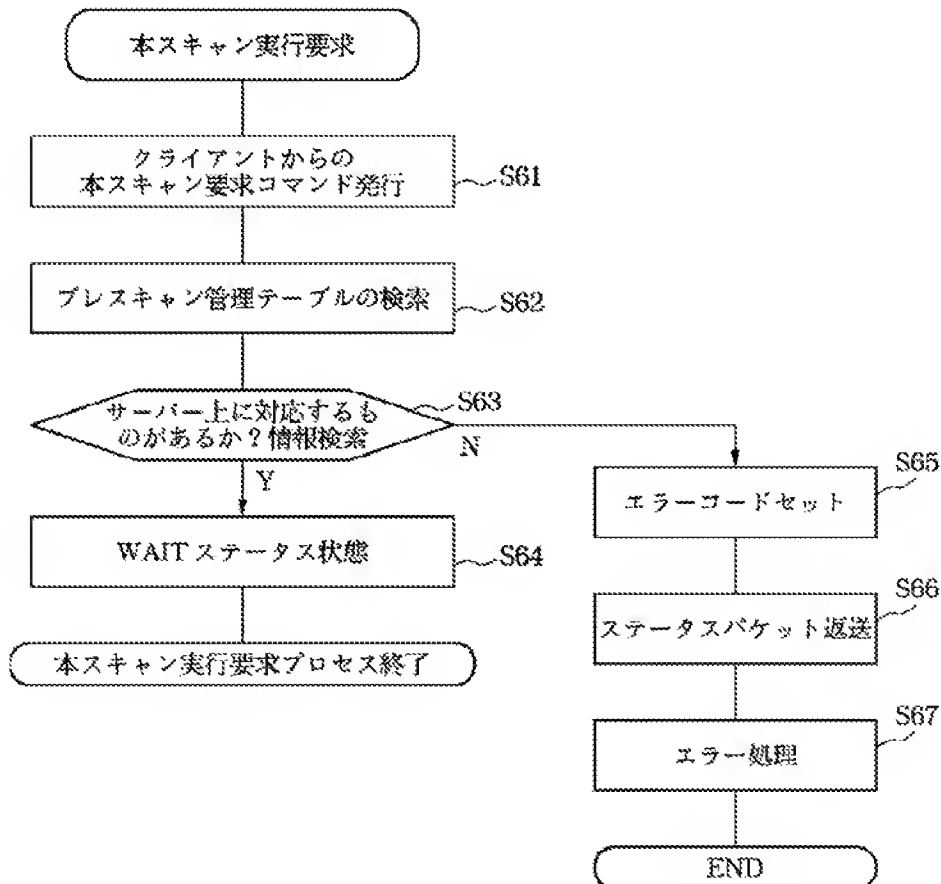 本スキャン実行要求
クライアントからの
本スキャン要求コマンド発行
S61
プレスキャン管理テーブルの検索
S62
サーバー上に対応するも
のがあるか?情報検索
S63
N
Y
WAITステータス状態
S64
本スキャン実行要求プロセス終了
エラーコードセット
S65
ステータスパケット返送
S66
エラー処理
S67
END